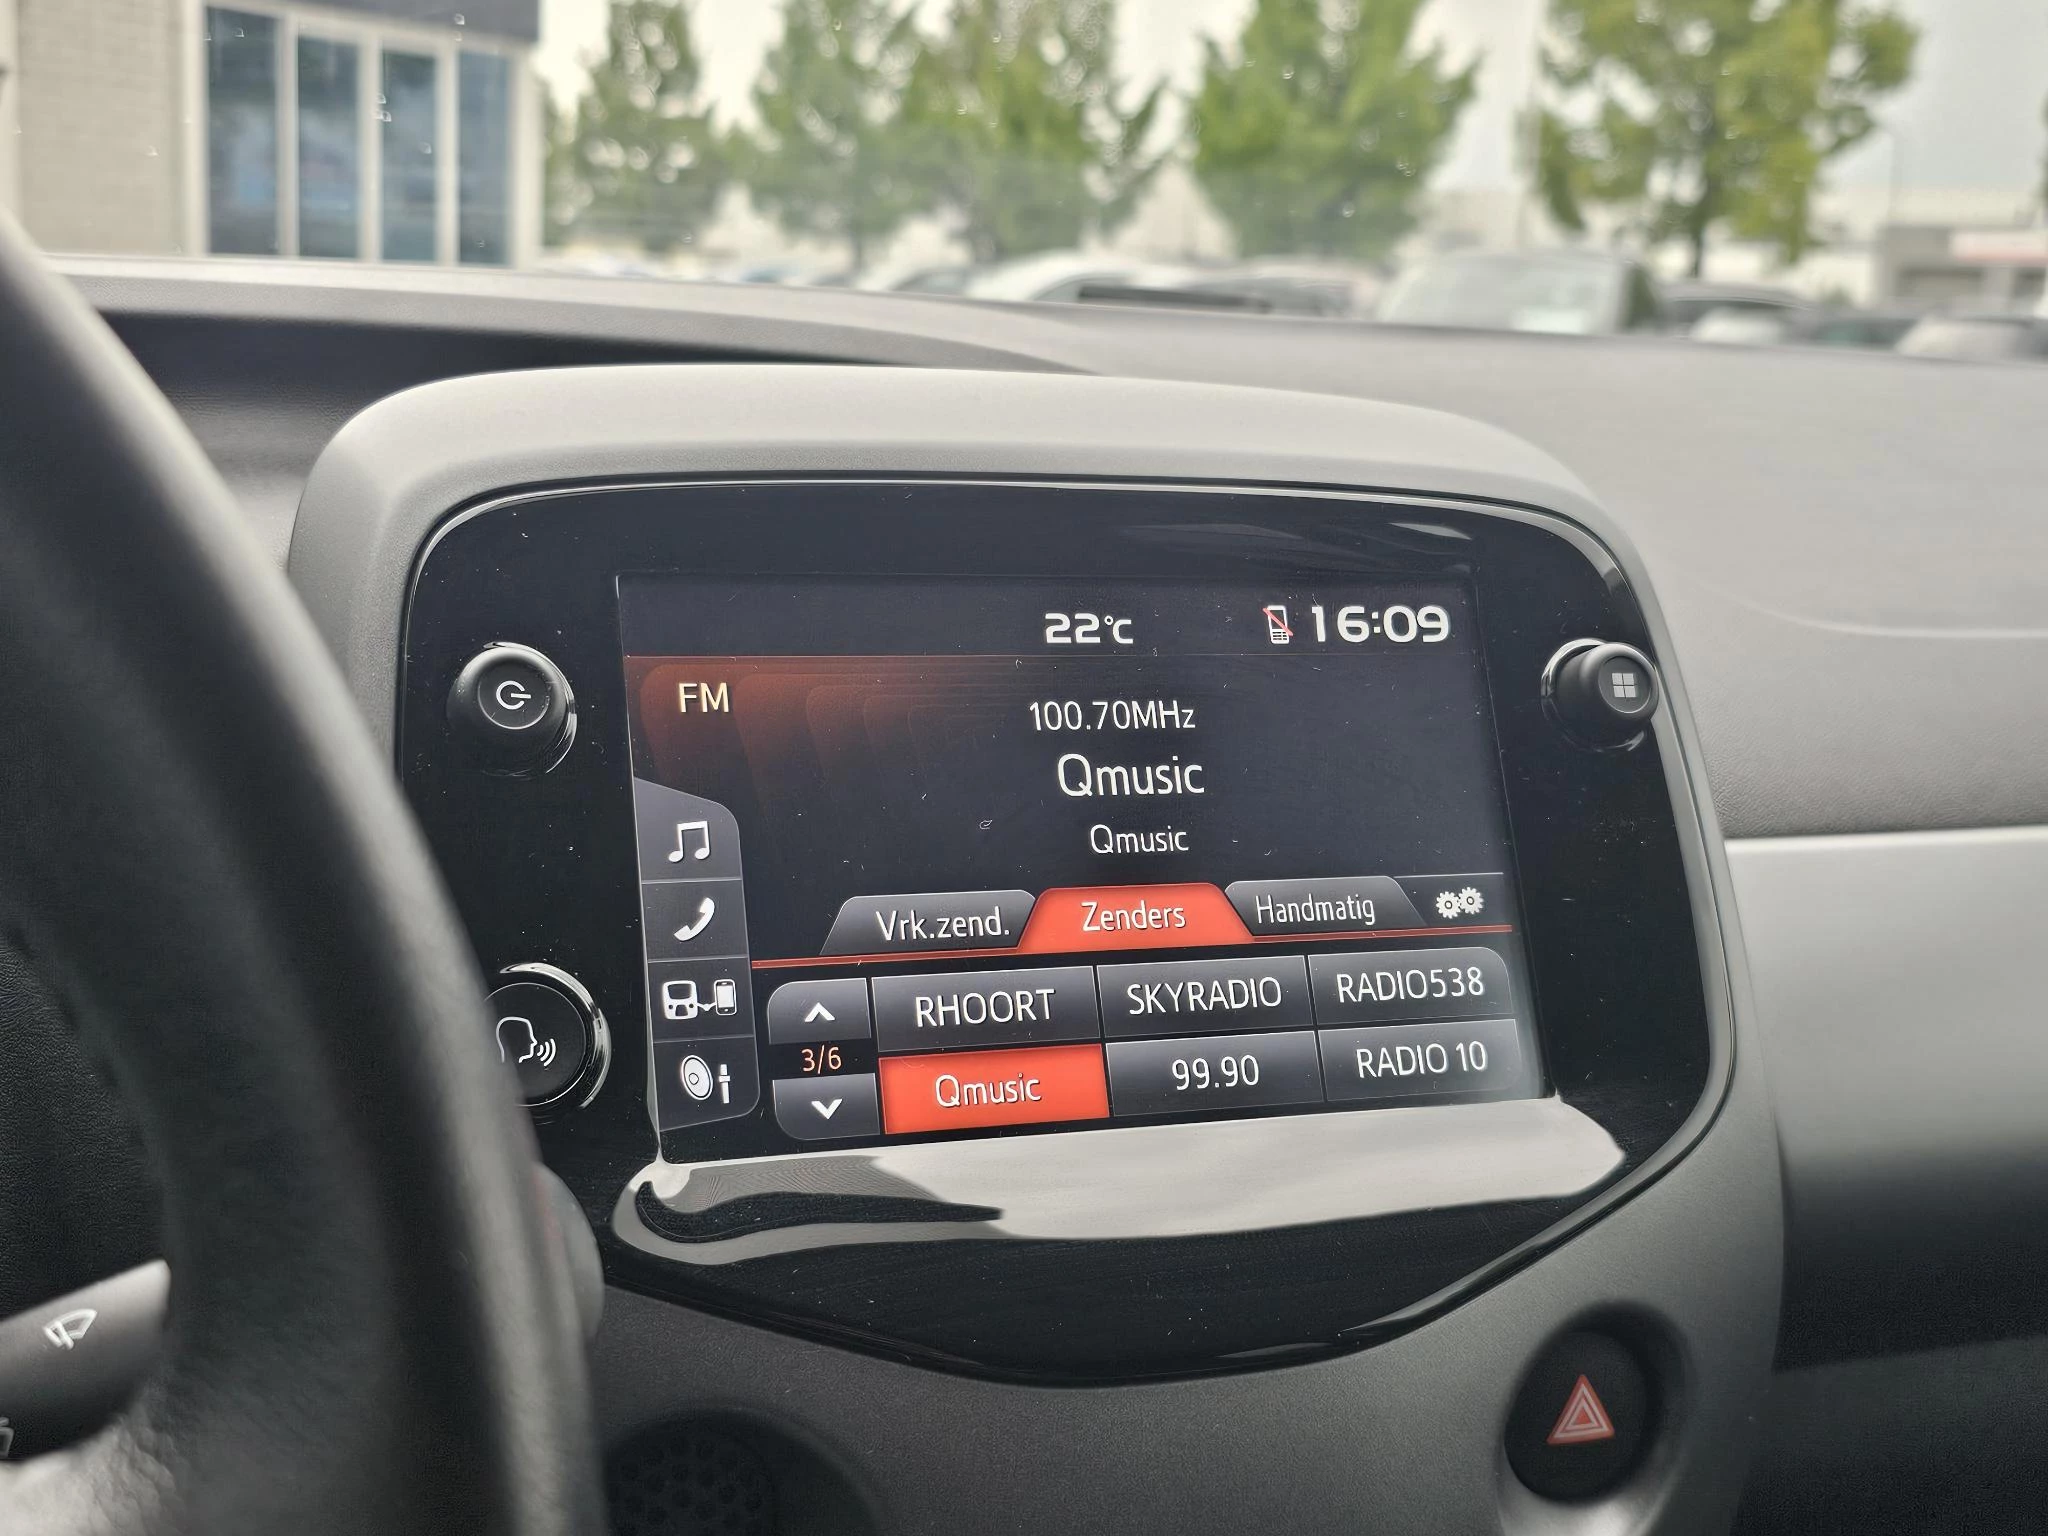 22°C 16:09
FM
100.70MHz
Qmusic
Qmusic
Vrk.zend. Zenders Handmatig
RHOORT SKYRADIO RADIO538
3/6
Qmusic 99.90 RADIO 10